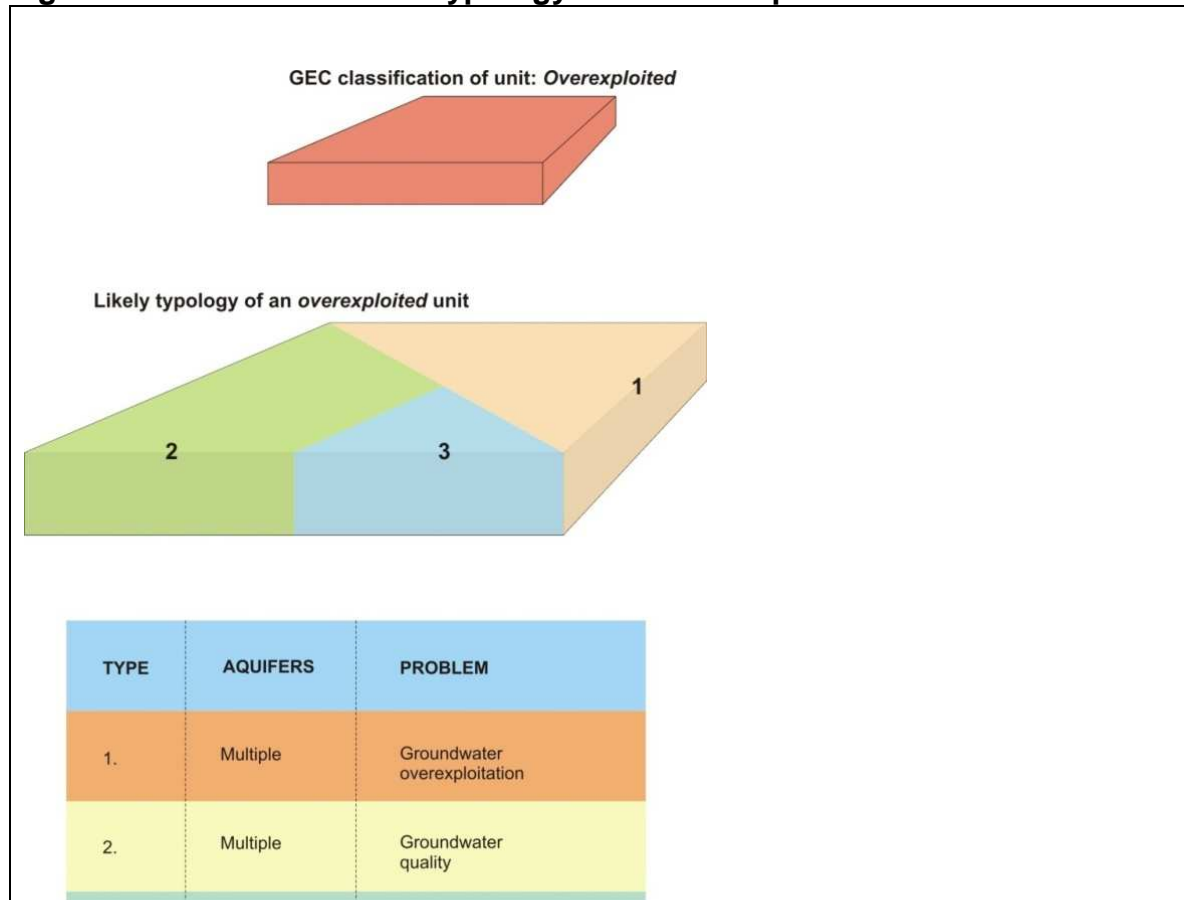 GEC classification of unit: Overexploited
Likely typology of an overexploited unit
1
2
3
TYPE AQUIFERS PROBLEM
1. Multiple Groundwater
overexploitation
2. Multiple Groundwater
quality